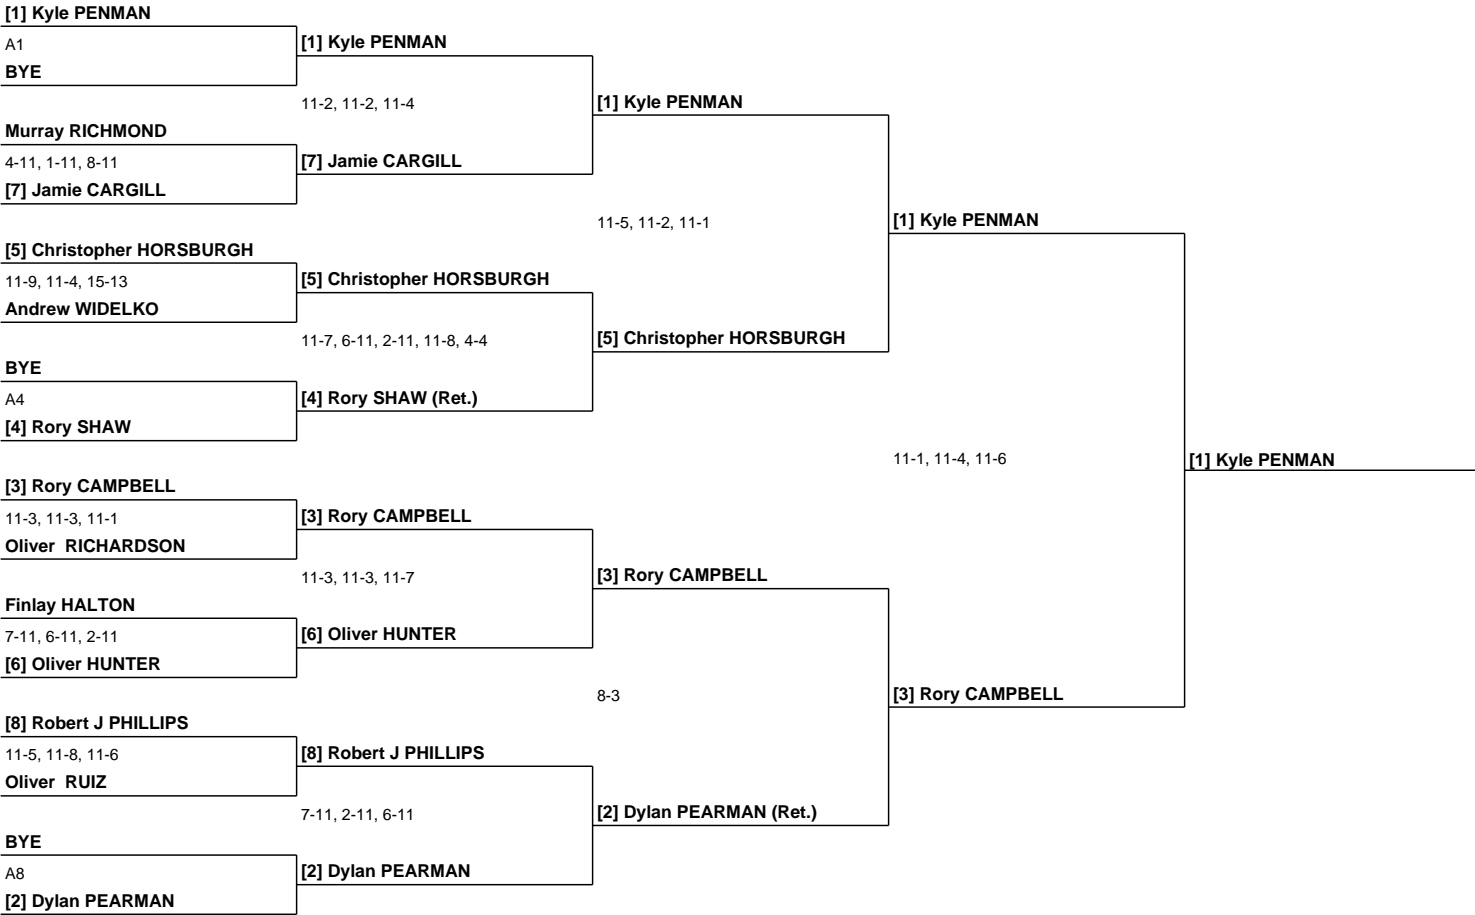 [1] Kyle PENMAN
A1
BYE
Murray RICHMOND
4-11, 1-11, 8-11
[7] Jamie CARGILL
[5] Christopher HORSBURGH
11-9, 11-4, 15-13
Andrew WIDELKO
BYE
A4
[4] Rory SHAW
[3] Rory CAMPBELL
11-3, 11-3, 11-1
Oliver  RICHARDSON
Finlay HALTON
7-11, 6-11, 2-11
[6] Oliver HUNTER
[8] Robert J PHILLIPS
11-5, 11-8, 11-6
Oliver  RUIZ
BYE
A8
[2] Dylan PEARMAN
[1] Kyle PENMAN
11-2, 11-2, 11-4
[7] Jamie CARGILL
[5] Christopher HORSBURGH
11-7, 6-11, 2-11, 11-8, 4-4
[4] Rory SHAW (Ret.)
[3] Rory CAMPBELL
11-3, 11-3, 11-7
[6] Oliver HUNTER
[8] Robert J PHILLIPS
7-11, 2-11, 6-11
[2] Dylan PEARMAN
[1] Kyle PENMAN
11-5, 11-2, 11-1
[5] Christopher HORSBURGH
[3] Rory CAMPBELL
8-3
[2] Dylan PEARMAN (Ret.)
[1] Kyle PENMAN
11-1, 11-4, 11-6
[3] Rory CAMPBELL
[1] Kyle PENMAN